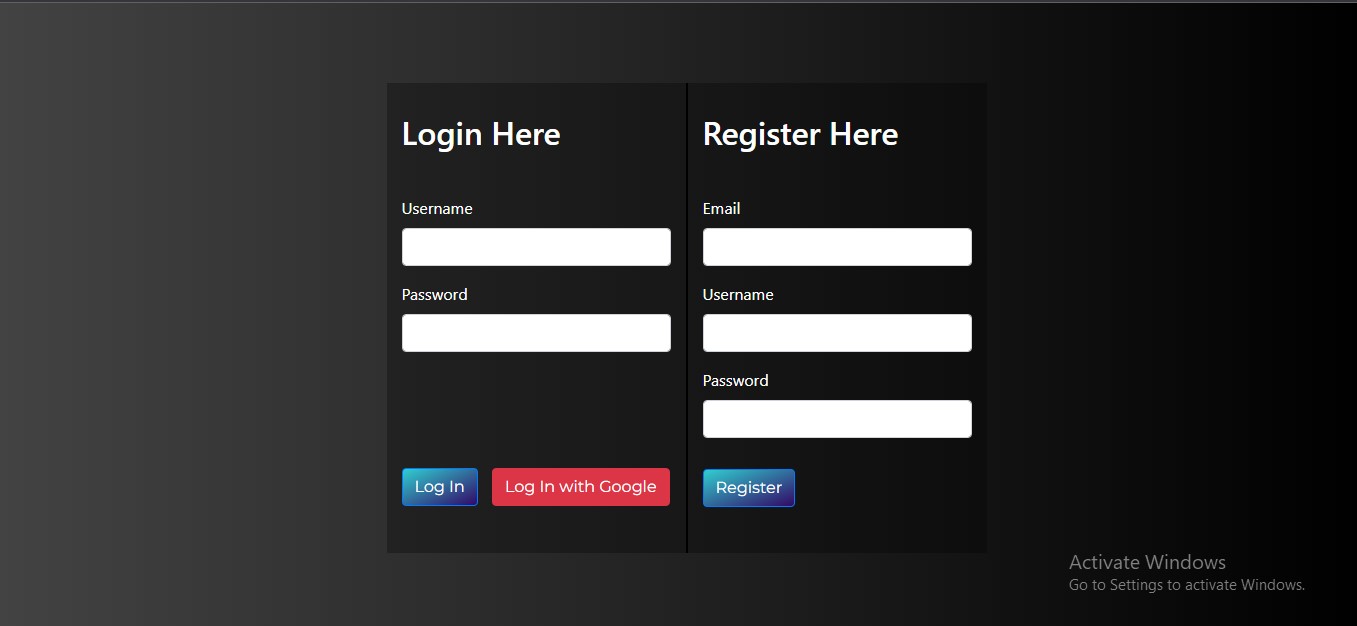 Login Here
Username
Password
Log In
Log In with Google
Register Here
Email
Username
Password
Register
Activate Windows
Go to Settings to activate Windows.